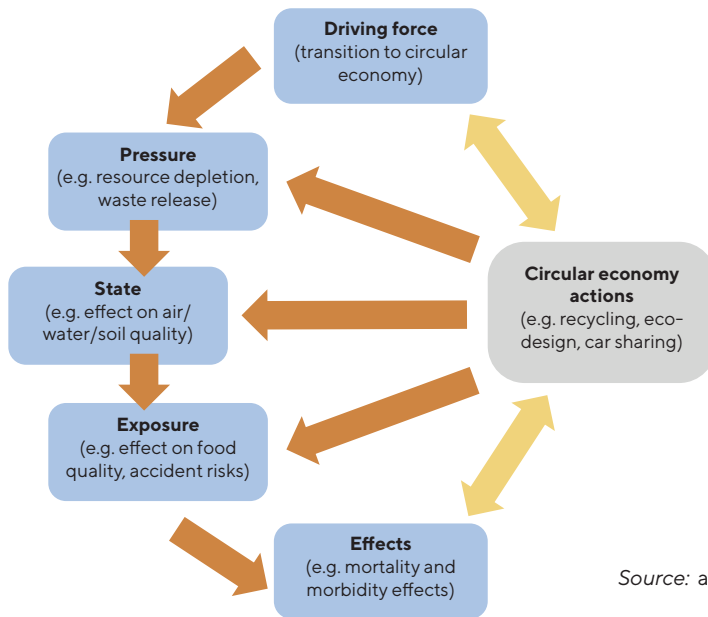 Driving force
(transition to circular
economy)
Pressure
(e.g. resource depletion,
waste release)
State
(e.g. effect on air/
water/soil quality)
Exposure
(e.g. effect on food
quality, accident risks)
Effects
(e.g. mortality and
morbidity effects)
Circular economy
actions
(e.g. recycling, eco-
design, car sharing)
Source: a